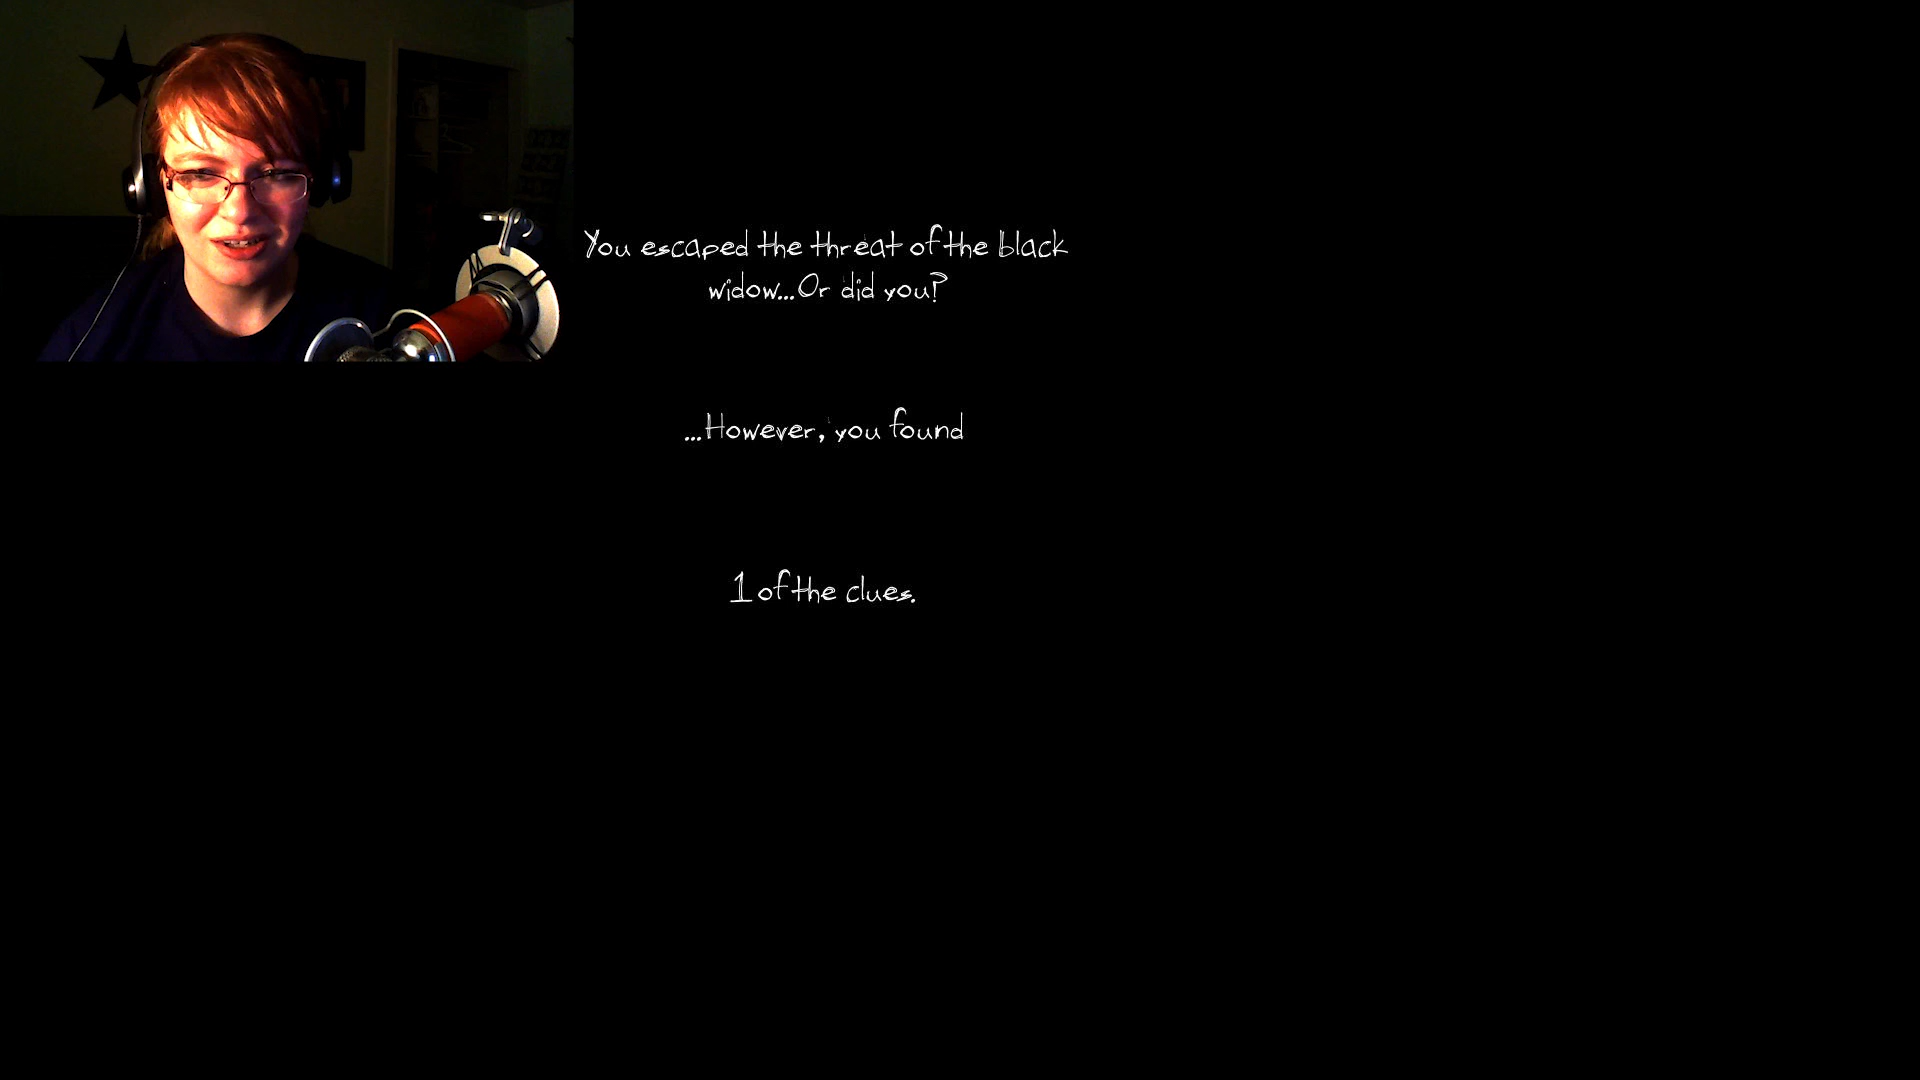 You escaped the threat of the black
widow...Or did you?
...However, you found
1 of the clues.